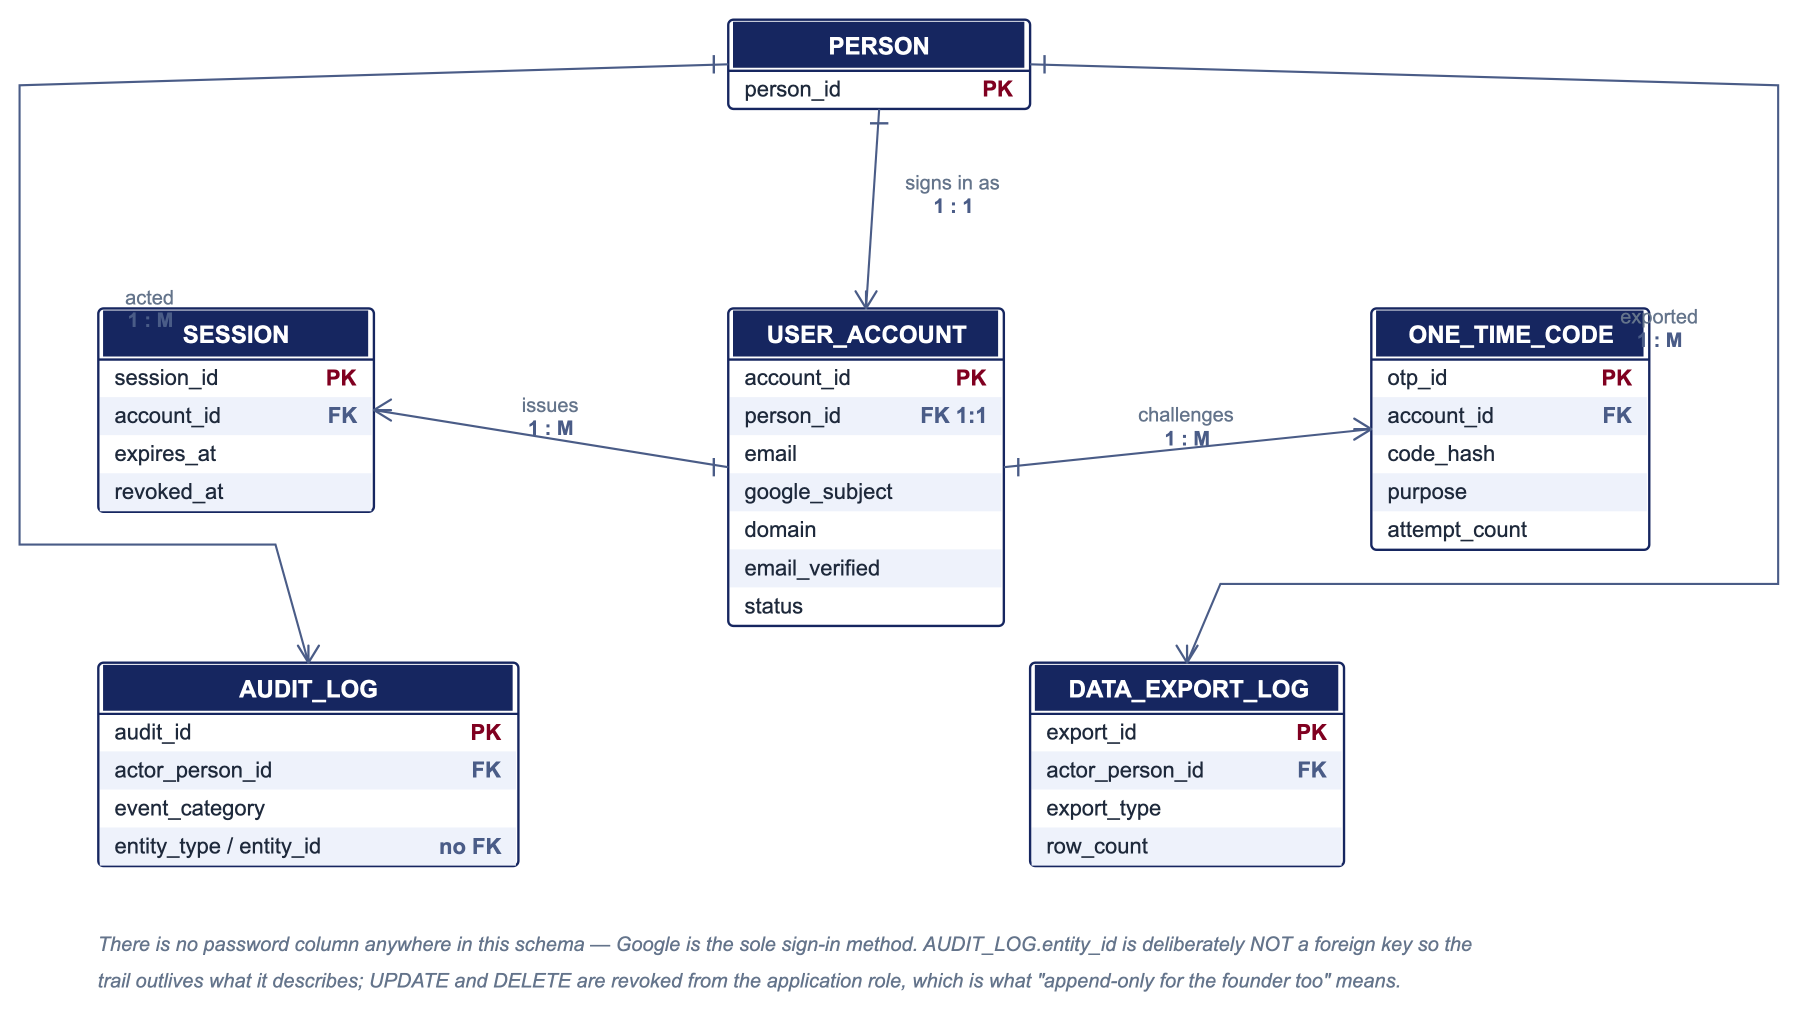 PERSON
person_id PK
signs in as
1 : 1
acted
1 : M
SESSION
session_id PK
account_id FK
expires_at
revoked_at
issues
1 : M
USER_ACCOUNT
account_id PK
person_id FK 1:1
email
google_subject
domain
email_verified
status
challenges
1 : M
ONE_TIME_CODE
otp_id PK
account_id FK
code_hash
purpose
attempt_count
exported
1 : M
AUDIT_LOG
audit_id PK
actor_person_id FK
event_category
entity_type / entity_id no FK
DATA_EXPORT_LOG
export_id PK
actor_person_id FK
export_type
row_count
There is no password column anywhere in this schema — Google is the sole sign-in method. AUDIT_LOG.entity_id is deliberately NOT a foreign key so the
trail outlives what it describes; UPDATE and DELETE are revoked from the application role, which is what "append-only for the founder too" means.